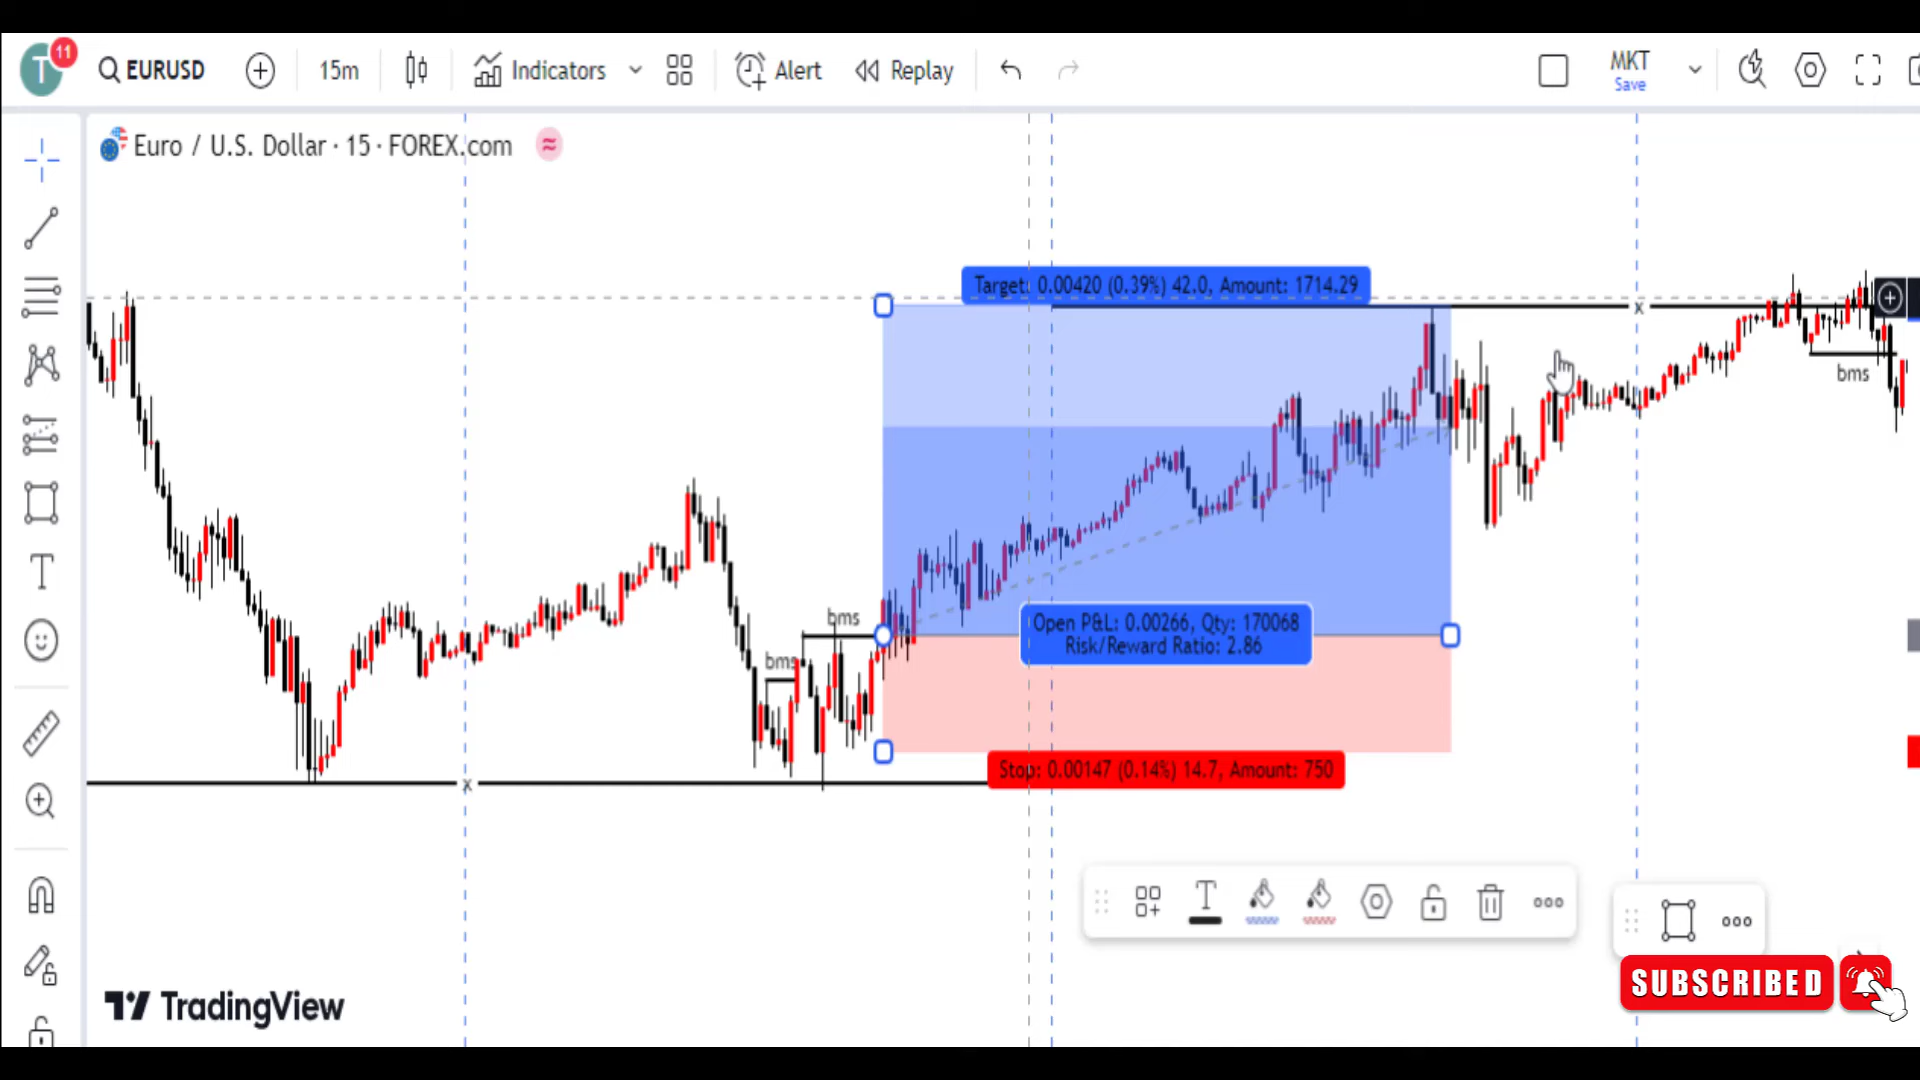 T 11 EURUSD 15m Indicators Alert Replay MKT
Save
Euro / U.S. Dollar · 15 · FOREX.com
Target: 0.00420 (0.39%) 42.0, Amount: 1714.29
x
bms
bms
bms
Open P&L: 0.00266, Qty: 170068
Risk/Reward Ratio: 2.86
Stop: 0.00147 (0.14%) 14.7, Amount: 750
x
T
T
SUBSCRIBED
TradingView